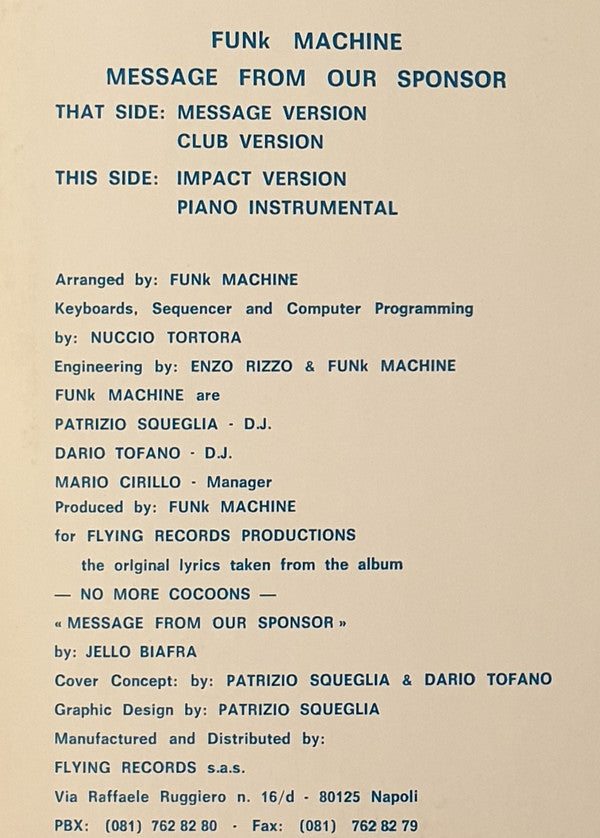 FUNk MACHINE
MESSAGE FROM OUR SPONSOR
THAT SIDE: MESSAGE VERSION
CLUB VERSION
THIS SIDE: IMPACT VERSION
PIANO INSTRUMENTAL
Arranged by: FUNk MACHINE
Keyboards, Sequencer and Computer Programming
by: NUCCIO TORTORA
Engineering by: ENZO RIZZO & FUNk MACHINE
FUNk MACHINE are
PATRIZIO SQUEGLIA - D.J.
DARIO TOFANO - D.J.
MARIO CIRILLO - Manager
Produced by: FUNk MACHINE
for FLYING RECORDS PRODUCTIONS
the original lyrics taken from the album
— NO MORE COCOONS —
« MESSAGE FROM OUR SPONSOR »
by: JELLO BIAFRA
Cover Concept: by: PATRIZIO SQUEGLIA & DARIO TOFANO
Graphic Design by: PATRIZIO SQUEGLIA
Manufactured and Distributed by:
FLYING RECORDS s.a.s.
Via Raffaele Ruggiero n. 16/d - 80125 Napoli
PBX: (081) 762 82 80 - Fax: (081) 762 82 79